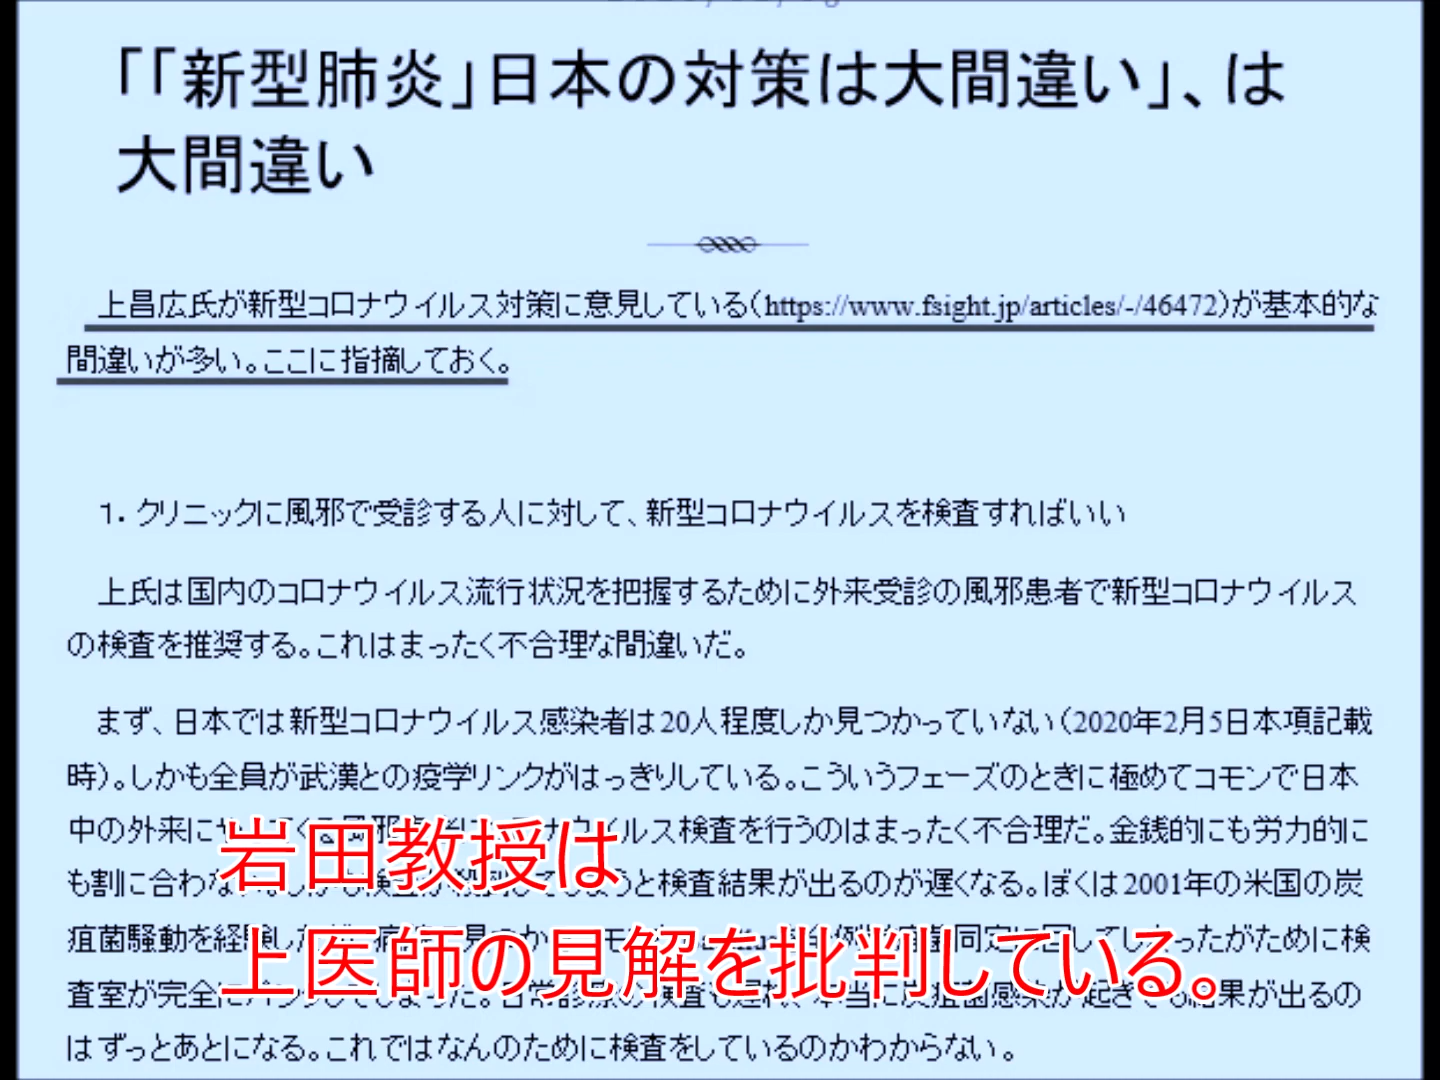 「「新型肺炎」日本の対策は大間違い」、は
大間違い
上昌広氏が新型コロナウイルス対策に意見している（https://www.fsight.jp/articles/-/46472）が基本的な
間違いが多い。ここに指摘しておく。
１．クリニックに風邪で受診する人に対して、新型コロナウイルスを検査すればいい
上氏は国内のコロナウイルス流行状況を把握するために外来受診の風邪患者で新型コロナウイルス
の検査を推奨する。これはまったく不合理な間違いだ。
まず、日本では新型コロナウイルス感染者は20人程度しか見つかっていない（2020年2月5日本項記載
時）。しかも全員が武漢との疫学リンクがはっきりしている。こういうフェーズのときに極めてコモンで日本
中の外来に ルス検査を行うのはまったく不合理だ。金銭的にも労力的に
も割に合わな うと検査結果が出るのが遅くなる。ぼくは2001年の米国の炭
疽菌騒動を経験し てしまったがために検
査室が完全に 結果が出るの
はずっとあとになる。これではなんのために検査をしているのかわからない。
岩田教授は
上医師の見解を批判している。